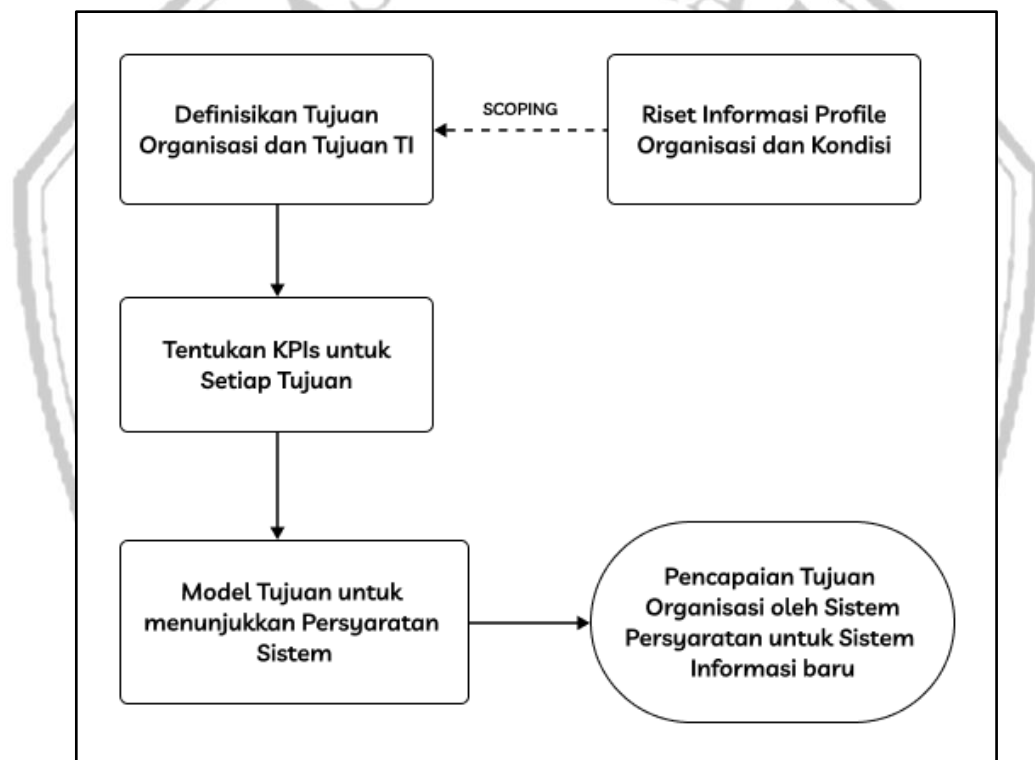 Definisikan Tujuan
Organisasi dan Tujuan TI
SCOPING
Riset Informasi Profile
Organisasi dan Kondisi
Tentukan KPIs untuk
Setiap Tujuan
Model Tujuan untuk
menunjukkan Persyaratan
Sistem
Pencapaian Tujuan
Organisasi oleh Sistem
Persyaratan untuk Sistem
Informasi baru